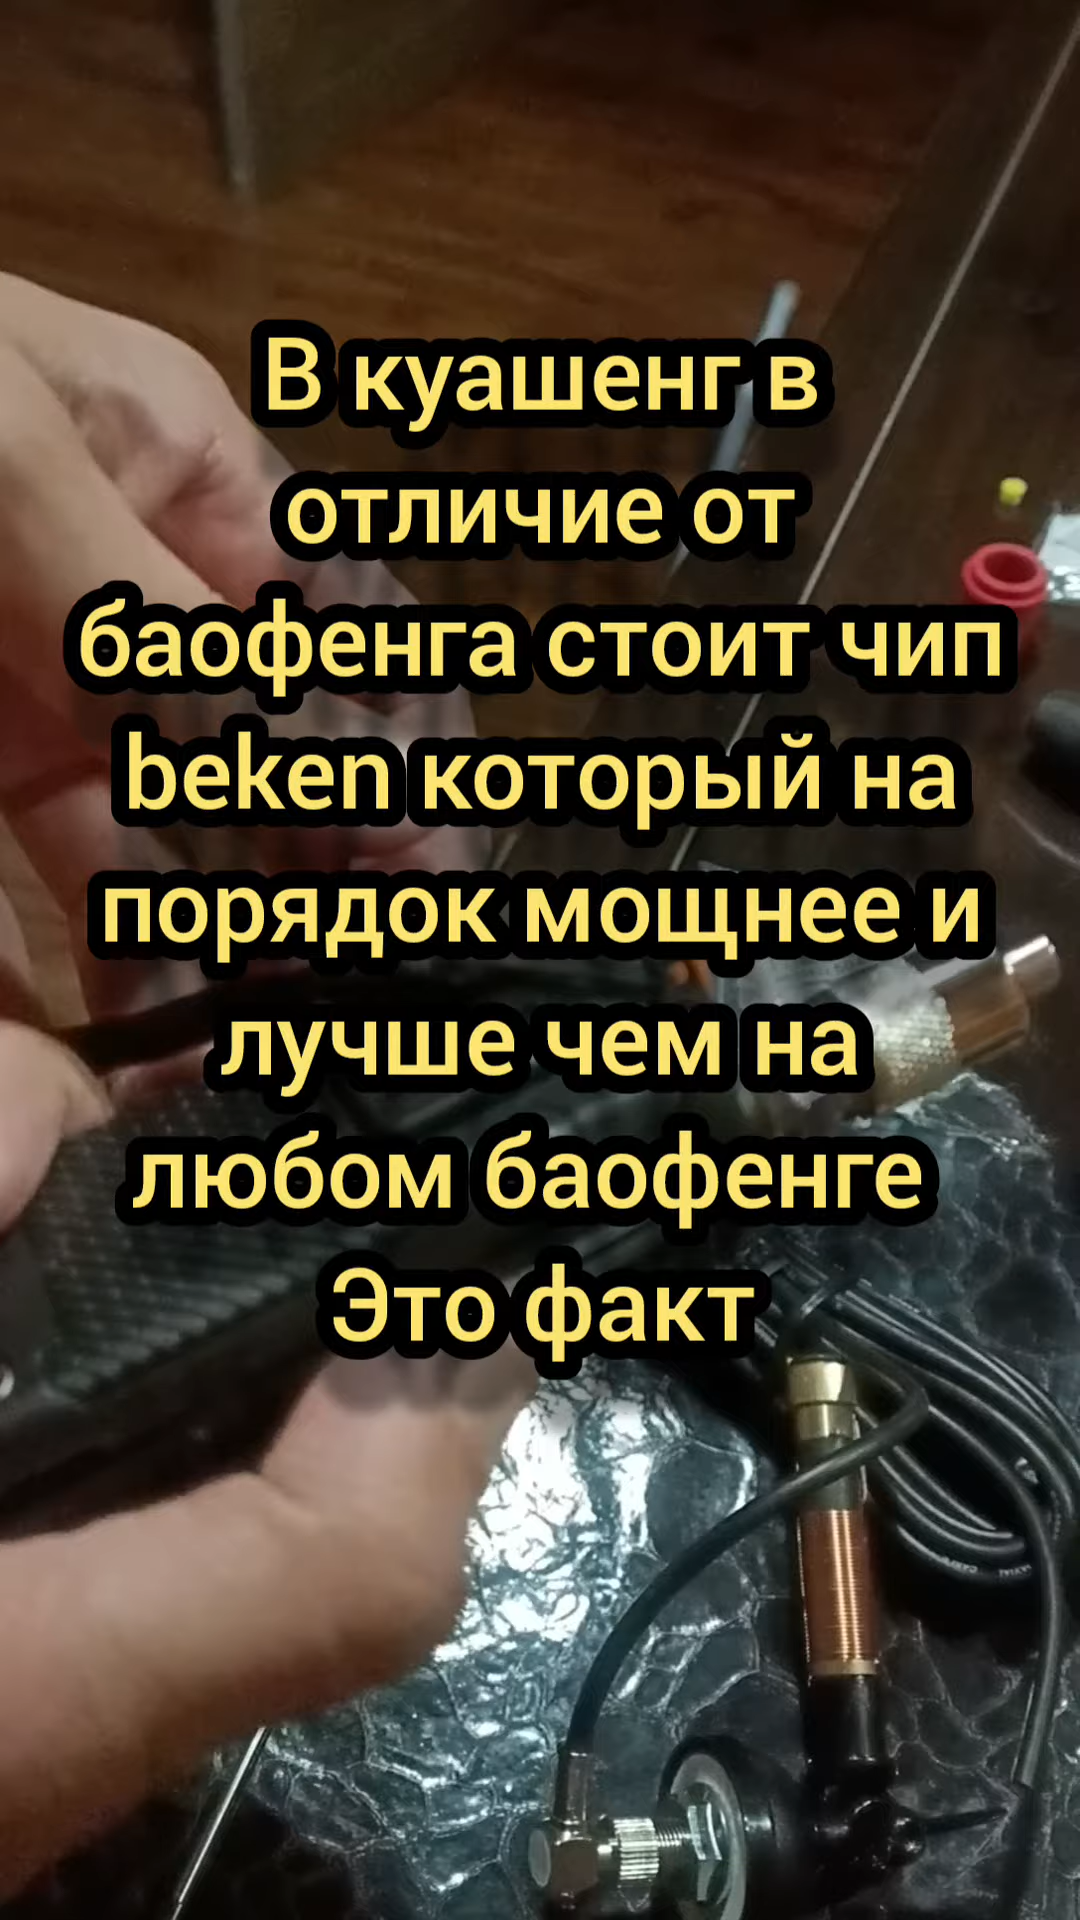 В куашенг в
отличие от
баофенга стоит чип
beken который на
порядок мощнее и
лучше чем на
любом баофенге
Это факт